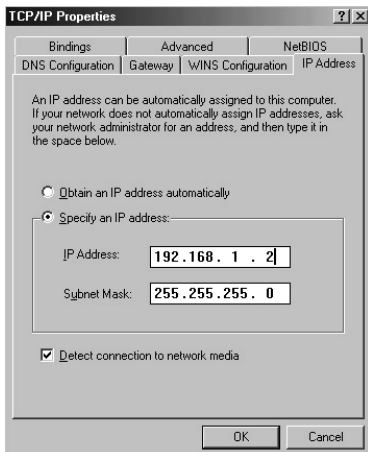 TCP/IP Properties
Bindings Advanced NetBIOS
DNS Configuration Gateway WINS Configuration IP Address
An IP address can be automatically assigned to this computer.
If your network does not automatically assign IP addresses, ask
your network administrator for an address, and then type it in
the space below.
Obtain an IP address automatically
Specify an IP address:
IP Address: 192.168. 1 . 2
Subnet Mask: 255.255.255. 0
Detect connection to network media
OK Cancel